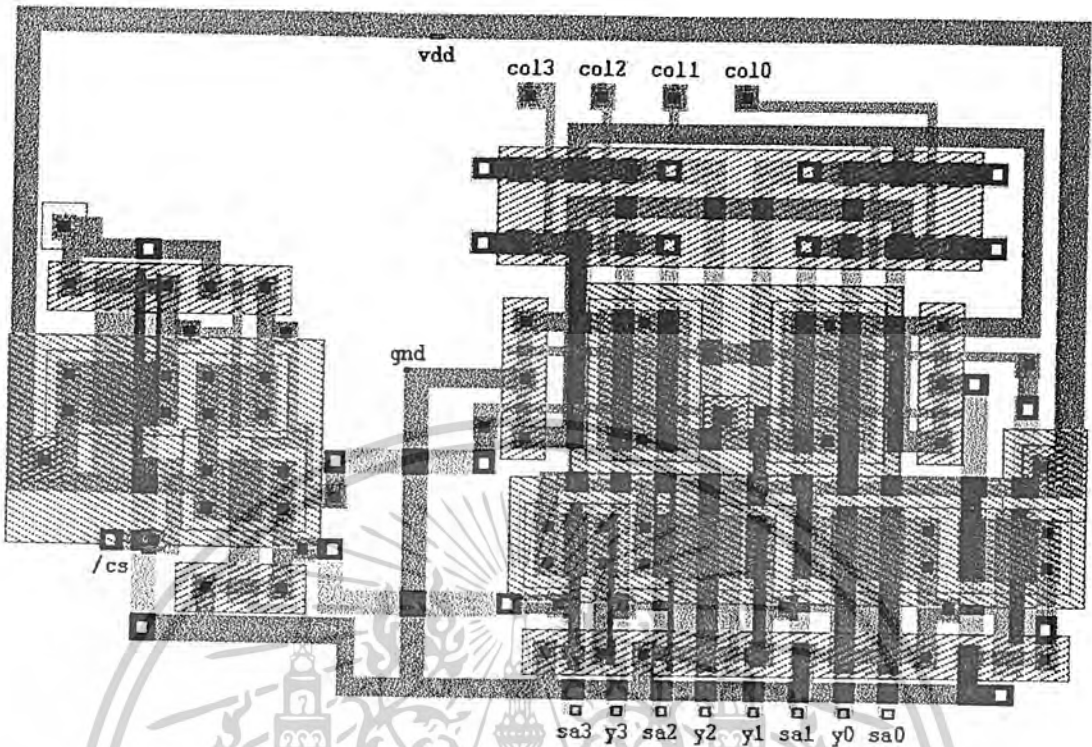 vdd
col3 col2 col1 col0
gnd
/cs
sa3 y3 sa2 y2 y1 sa1 y0 sa0